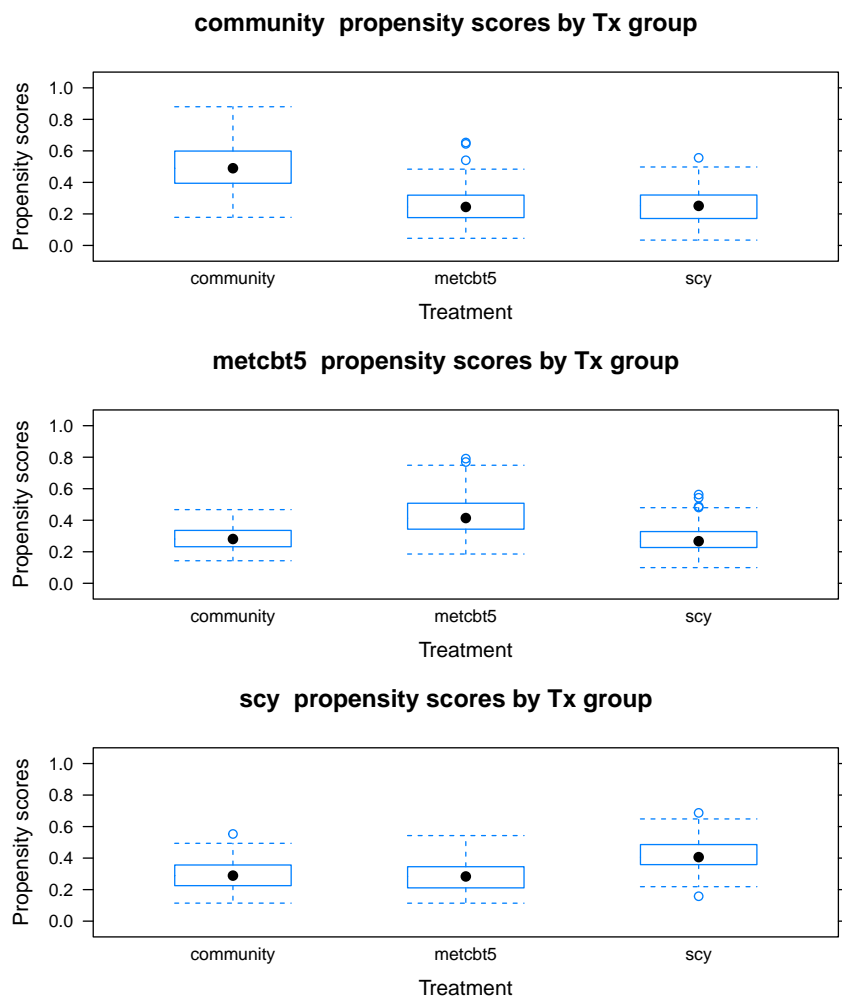 community  propensity scores by Tx group
Propensity scores
1.0
0.8
0.6
0.4
0.2
0.0
community metcbt5 scy
Treatment
metcbt5  propensity scores by Tx group
Propensity scores
1.0
0.8
0.6
0.4
0.2
0.0
community metcbt5 scy
Treatment
scy  propensity scores by Tx group
Propensity scores
1.0
0.8
0.6
0.4
0.2
0.0
community metcbt5 scy
Treatment